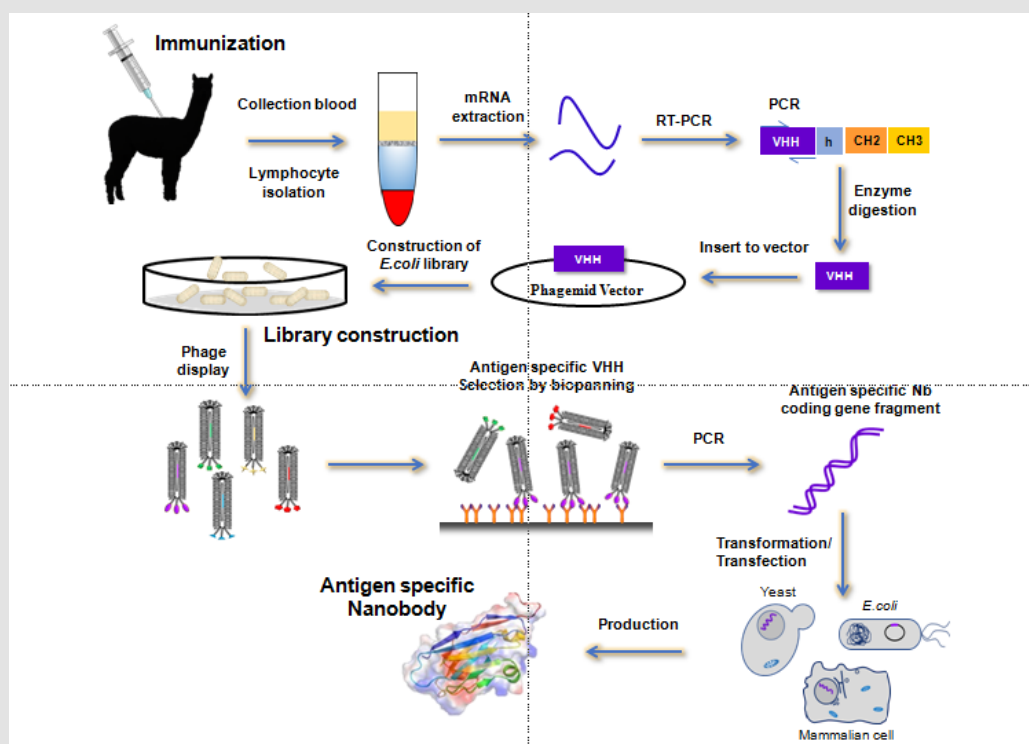 Immunization
Collection blood
Lymphocyte
isolation
mRNA
extraction
RT-PCR
PCR
VHH
h
CH2
CH3
Enzyme
digestion
VHH
Insert to vector
VHH
Phagemid Vector
Construction of
E.coli library
Library construction
Phage
display
Antigen specific VHH
Selection by biopanning
PCR
Antigen specific Nb
coding gene fragment
Transformation/
Transfection
Yeast
E.coli
Mammalian cell
Production
Antigen specific
Nanobody